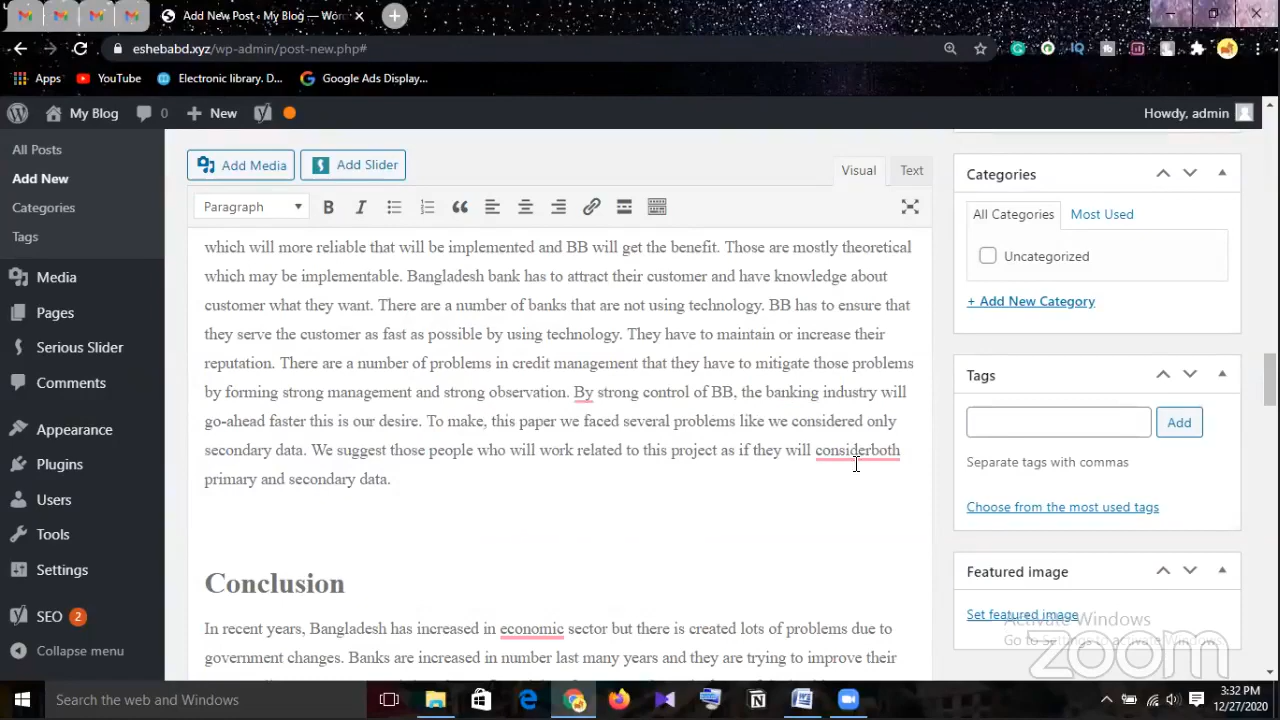 Add New Post ‹ My Blog — Wor
eshebabd.xyz/wp-admin/post-new.php#
Apps
YouTube
Electronic library. D...
Google Ads Display...
My Blog
0
New
Howdy, admin
All Posts
Add New
Categories
Tags
Media
Pages
Serious Slider
Comments
Appearance
Plugins
Users
Tools
Settings
SEO 2
Collapse menu
Add Media
Add Slider
Visual
Text
Paragraph
which will more reliable that will be implemented and BB will get the benefit. Those are mostly theoretical
which may be implementable. Bangladesh bank has to attract their customer and have knowledge about
customer what they want. There are a number of banks that are not using technology. BB has to ensure that
they serve the customer as fast as possible by using technology. They have to maintain or increase their
reputation. There are a number of problems in credit management that they have to mitigate those problems
by forming strong management and strong observation. By strong control of BB, the banking industry will
go-ahead faster this is our desire. To make, this paper we faced several problems like we considered only
secondary data. We suggest those people who will work related to this project as if they will considerboth
primary and secondary data.
Conclusion
In recent years, Bangladesh has increased in economic sector but there is created lots of problems due to
government changes. Banks are increased in number last many years and they are trying to improve their
Categories
All Categories
Most Used
Uncategorized
+ Add New Category
Tags
Add
Separate tags with commas
Choose from the most used tags
Featured image
Set featured image
Activate Windows
Go to Settings to activate Windows.
zoom
Search the web and Windows
3:32 PM
12/27/2020